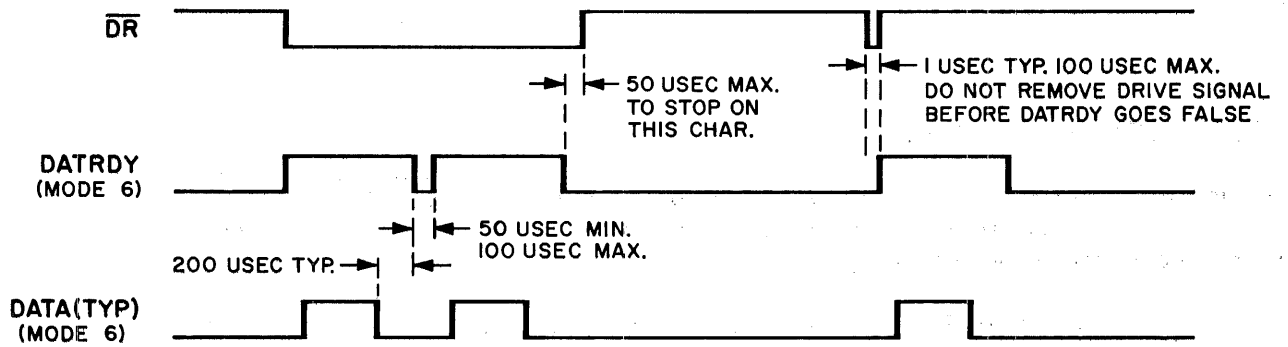 DR
50 USEC MAX.
TO STOP ON
THIS CHAR.
1 USEC TYP. 100 USEC MAX.
DO NOT REMOVE DRIVE SIGNAL
BEFORE DATRDY GOES FALSE
DATRDY
(MODE 6)
50 USEC MIN.
100 USEC MAX.
200 USEC TYP.
DATA(TYP)
(MODE 6)